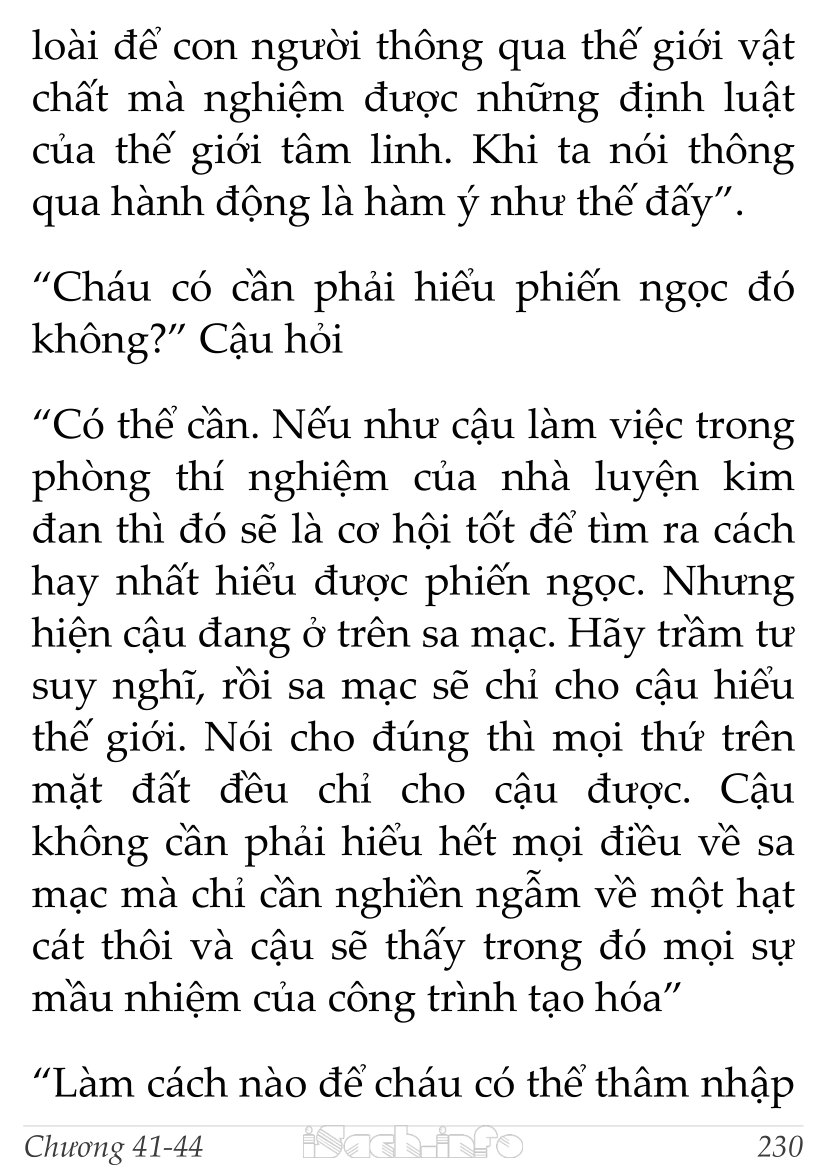 loài để con người thông qua thế giới vật
chất mà nghiệm được những định luật
của thế giới tâm linh. Khi ta nói thông
qua hành động là hàm ý như thế đấy”.
“Cháu có cần phải hiểu phiến ngọc đó
không?” Cậu hỏi
“Có thể cần. Nếu như cậu làm việc trong
phòng thí nghiệm của nhà luyện kim
đan thì đó sẽ là cơ hội tốt để tìm ra cách
hay nhất hiểu được phiến ngọc. Nhưng
hiện cậu đang ở trên sa mạc. Hãy trầm tư
suy nghĩ, rồi sa mạc sẽ chỉ cho cậu hiểu
thế giới. Nói cho đúng thì mọi thứ trên
mặt đất đều chỉ cho cậu được. Cậu
không cần phải hiểu hết mọi điều về sa
mạc mà chỉ cần nghiền ngẫm về một hạt
cát thôi và cậu sẽ thấy trong đó mọi sự
mầu nhiệm của công trình tạo hóa”
“Làm cách nào để cháu có thể thâm nhập
Chương 41-44 iSach.info 230